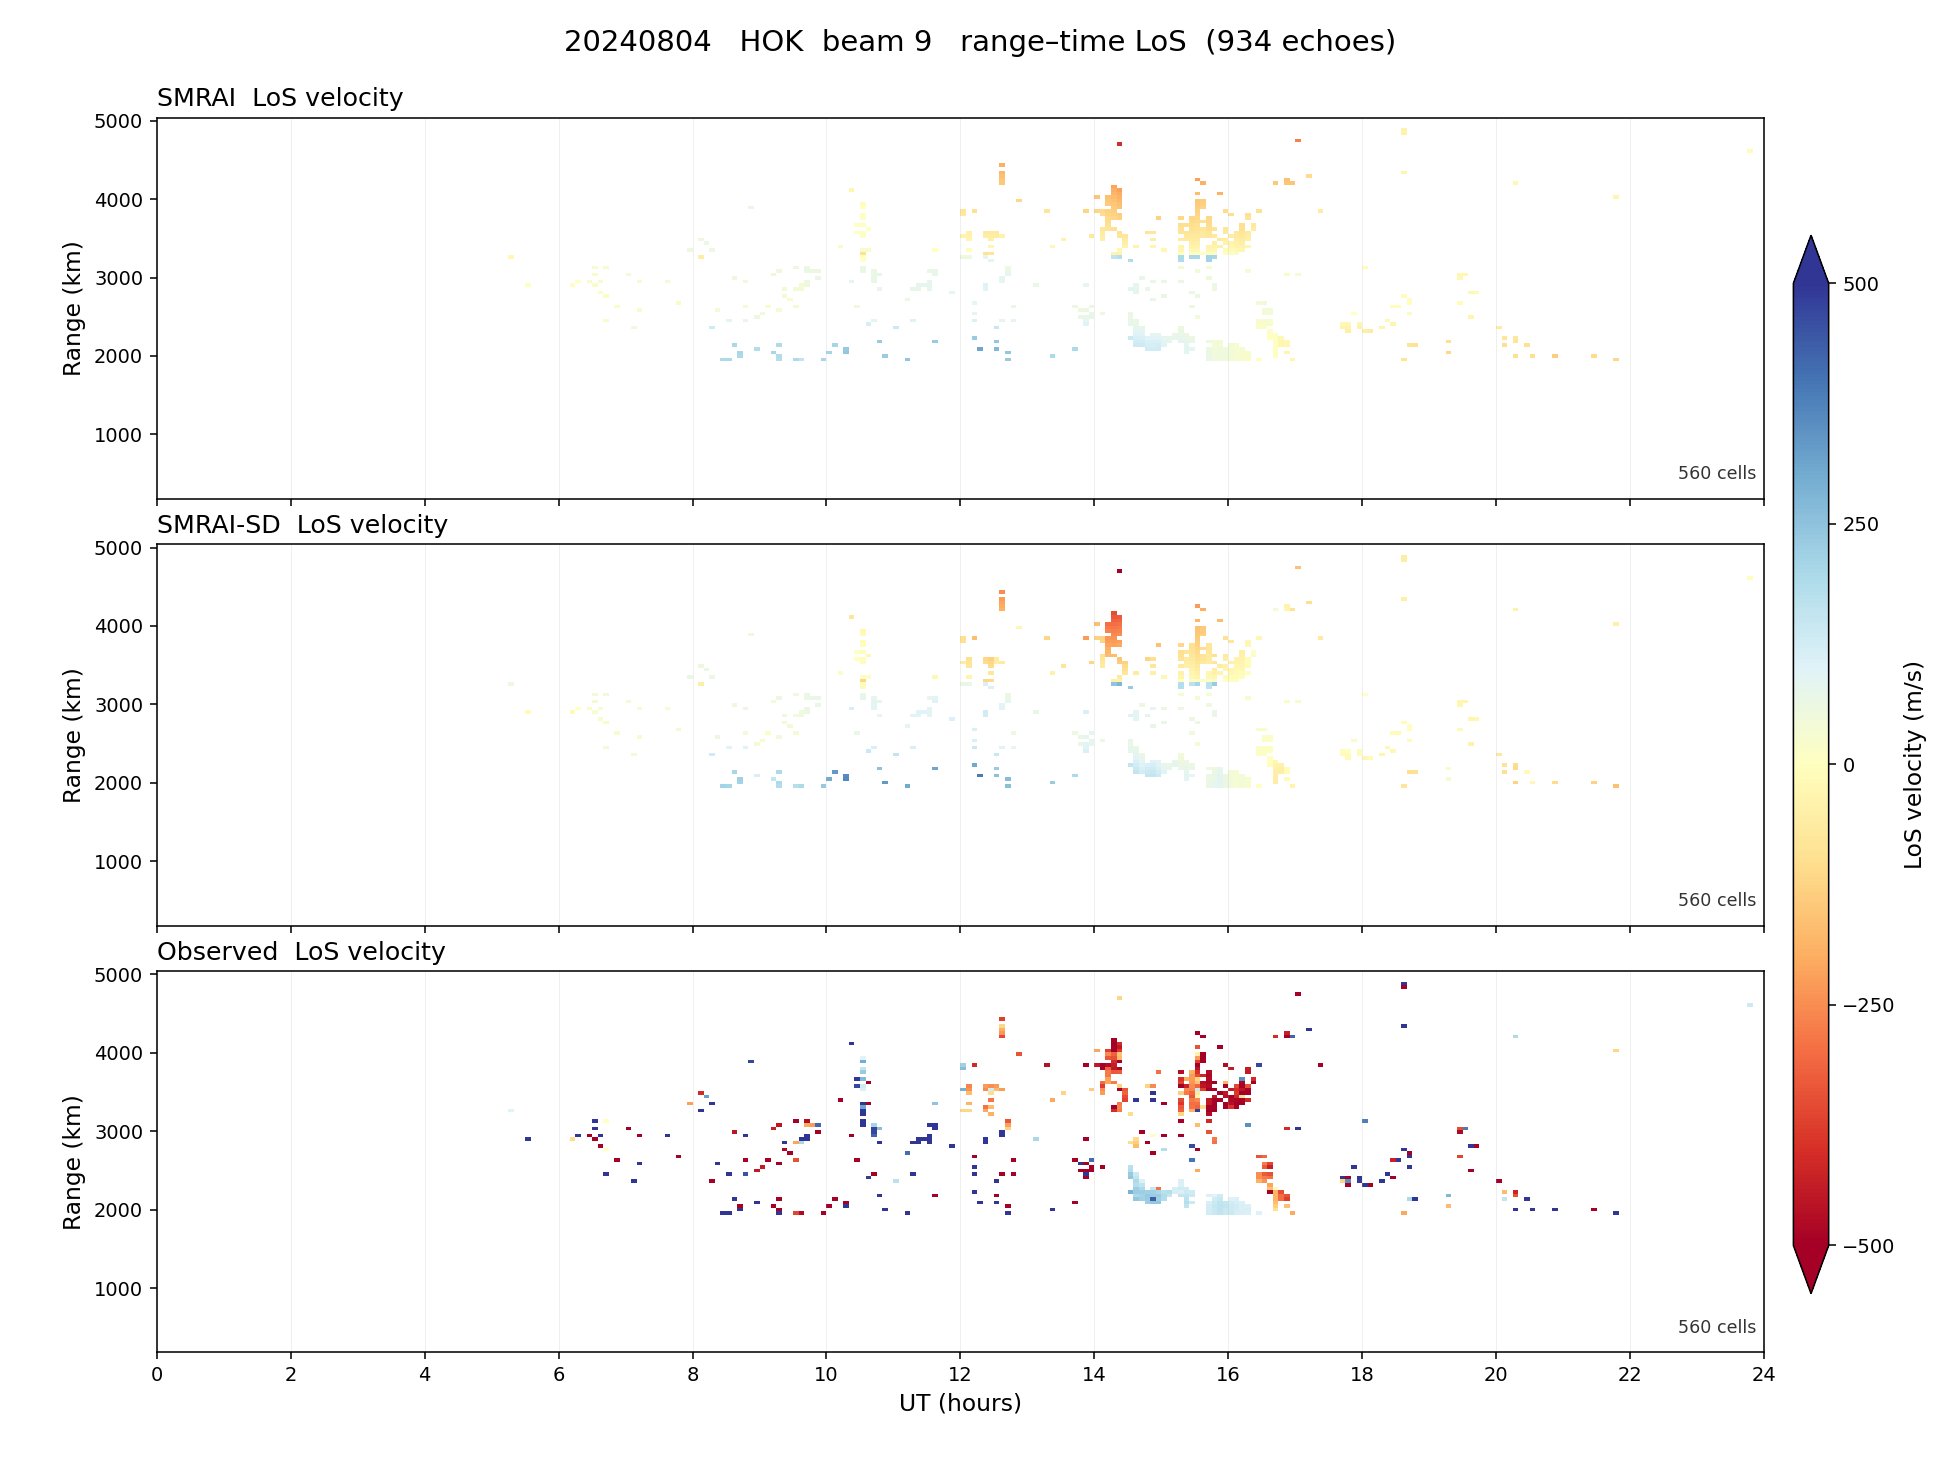 20240804   HOK  beam 9   range–time LoS  (934 echoes)
SMRAI  LoS velocity
5000
4000
3000
2000
1000
Range (km)
560 cells
SMRAI-SD  LoS velocity
5000
4000
3000
2000
1000
Range (km)
560 cells
Observed  LoS velocity
5000
4000
3000
2000
1000
Range (km)
560 cells
0 2 4 6 8 10 12 14 16 18 20 22 24
UT (hours)
500
250
0
−250
−500
LoS velocity (m/s)